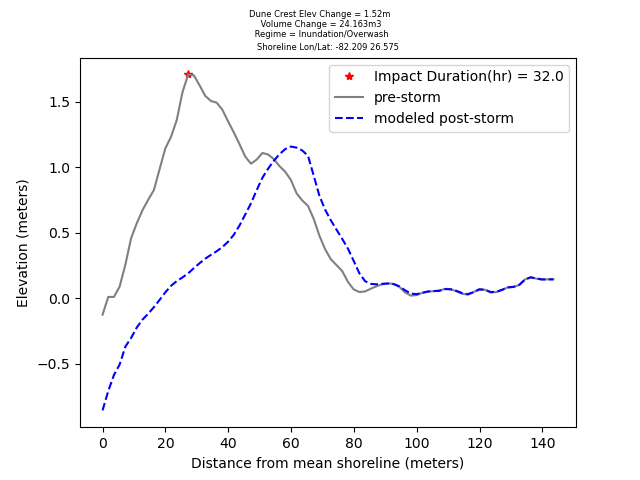 Dune Crest Elev Change = 1.52m
Volume Change = 24.163m3
Regime = Inundation/Overwash
Shoreline Lon/Lat: -82.209 26.575
Impact Duration(hr) = 32.0
pre-storm
modeled post-storm
1.5
1.0
0.5
0.0
−0.5
Elevation (meters)
0 20 40 60 80 100 120 140
Distance from mean shoreline (meters)